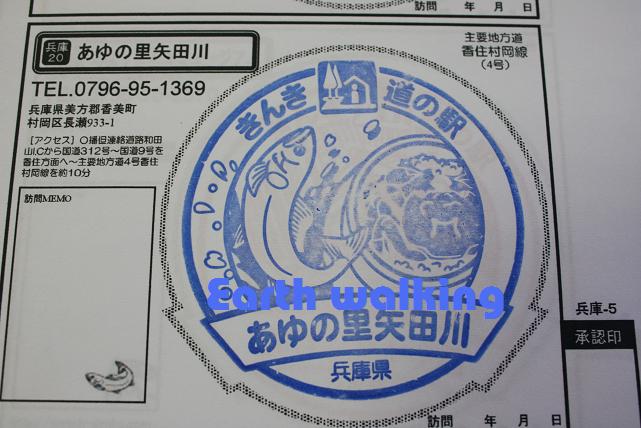 訪問 年 月 日
兵庫 20 あゆの里矢田川
主要地方道
香住村岡線
(4号)
TEL.0796-95-1369
兵庫県美方郡香美町
村岡区長瀬933-1
[アクセス] 〇播但連絡道路和田
山I.Cから国道312号～国道9号を
香住方面へ～主要地方道4号香住
村岡線を約10分
訪問MEMO
きんき 道の駅
Earth walking
あゆの里矢田川
兵庫県
兵庫-5
承認印
訪問 年 月 日